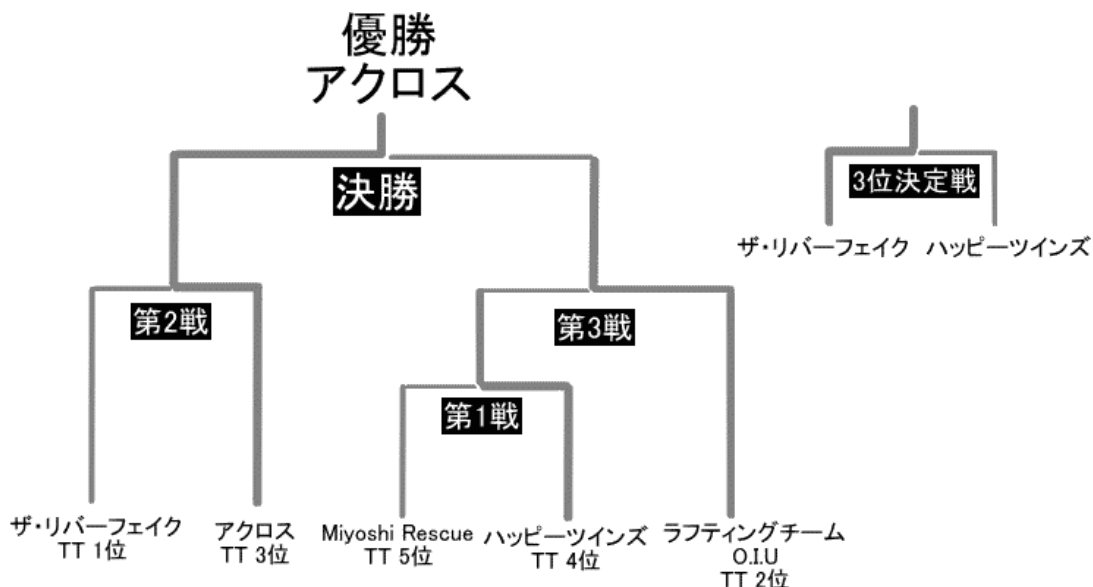 優勝
アクロス
決勝
3位決定戦
ザ・リバーフェイク
ハッピーツインズ
第2戦
第3戦
第1戦
ザ・リバーフェイク
TT 1位
アクロス
TT 3位
Miyoshi Rescue
TT 5位
ハッピーツインズ
TT 4位
ラフティングチーム
O.I.U
TT 2位